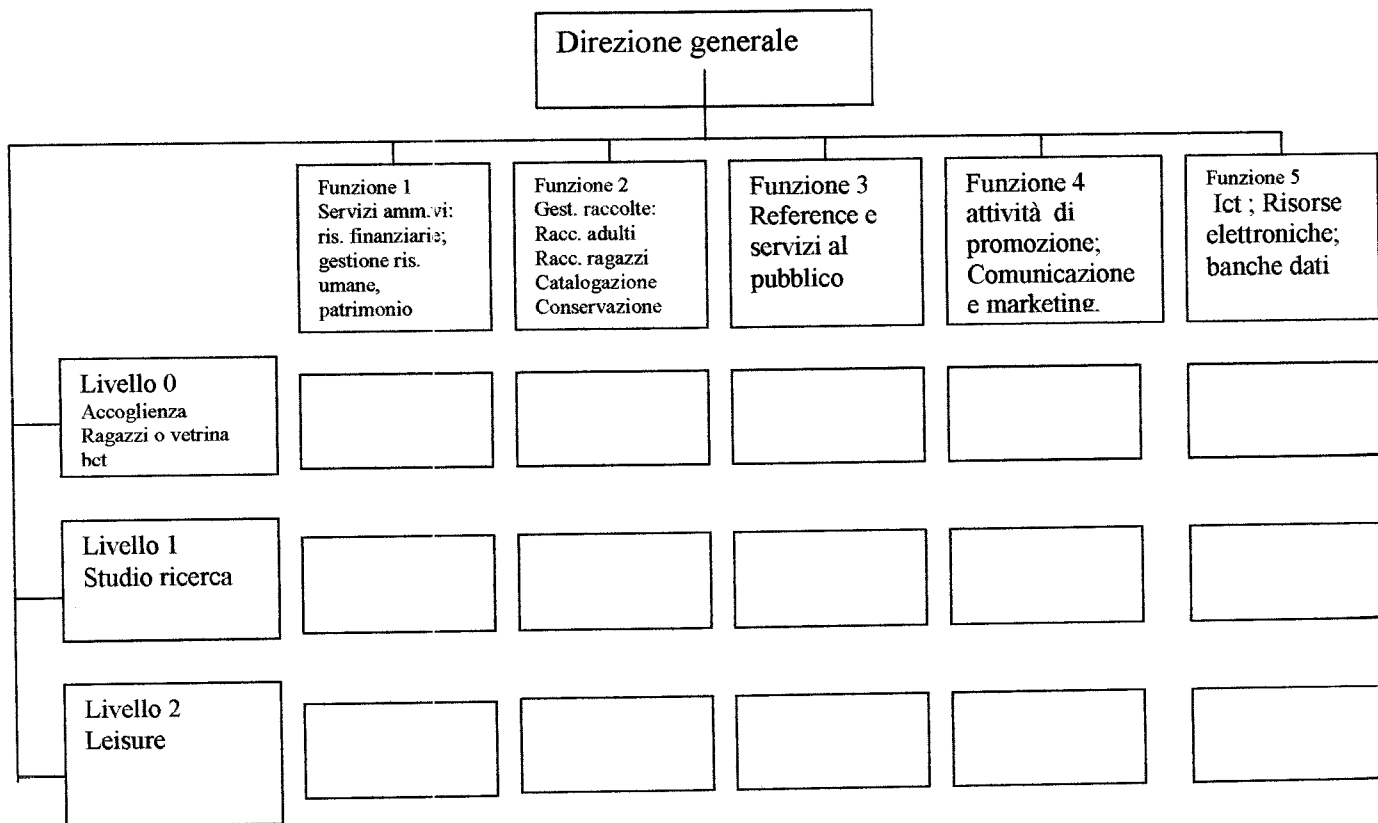 Direzione generale
Funzione 1
Servizi amm.vi:
ris. finanziarie;
gestione ris.
umane,
patrimonio
Funzione 2
Gest. raccolte:
Racc. adulti
Racc. ragazzi
Catalogazione
Conservazione
Funzione 3
Reference e
servizi al
pubblico
Funzione 4
attività di
promozione;
Comunicazione
e marketing.
Funzione 5
Ict ; Risorse
elettroniche;
banche dati
Livello 0
Accoglienza
Ragazzi o vetrina
bct
Livello 1
Studio ricerca
Livello 2
Leisure